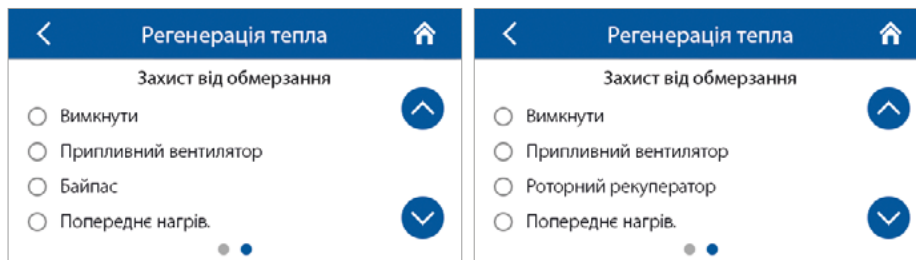 Регенерація тепла
Захист від обмерзання
Вимкнути
Припливний вентилятор
Байпас
Попереднє нагрів.
Регенерація тепла
Захист від обмерзання
Вимкнути
Припливний вентилятор
Роторний рекуператор
Попереднє нагрів.